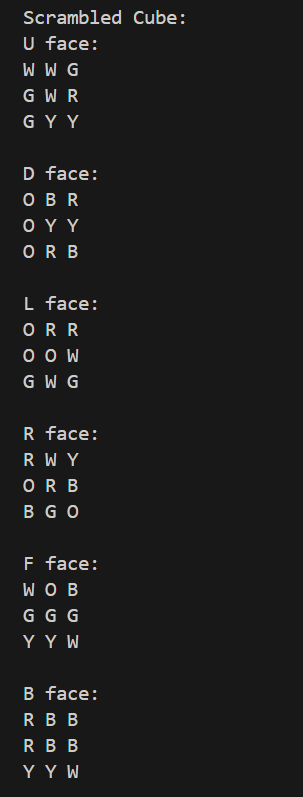 Scrambled Cube:
U face:
W W G
G W R
G Y Y
D face:
O B R
O Y Y
O R B
L face:
O R R
O O W
G W G
R face:
R W Y
O R B
B G O
F face:
W O B
G G G
Y Y W
B face:
R B B
R B B
Y Y W